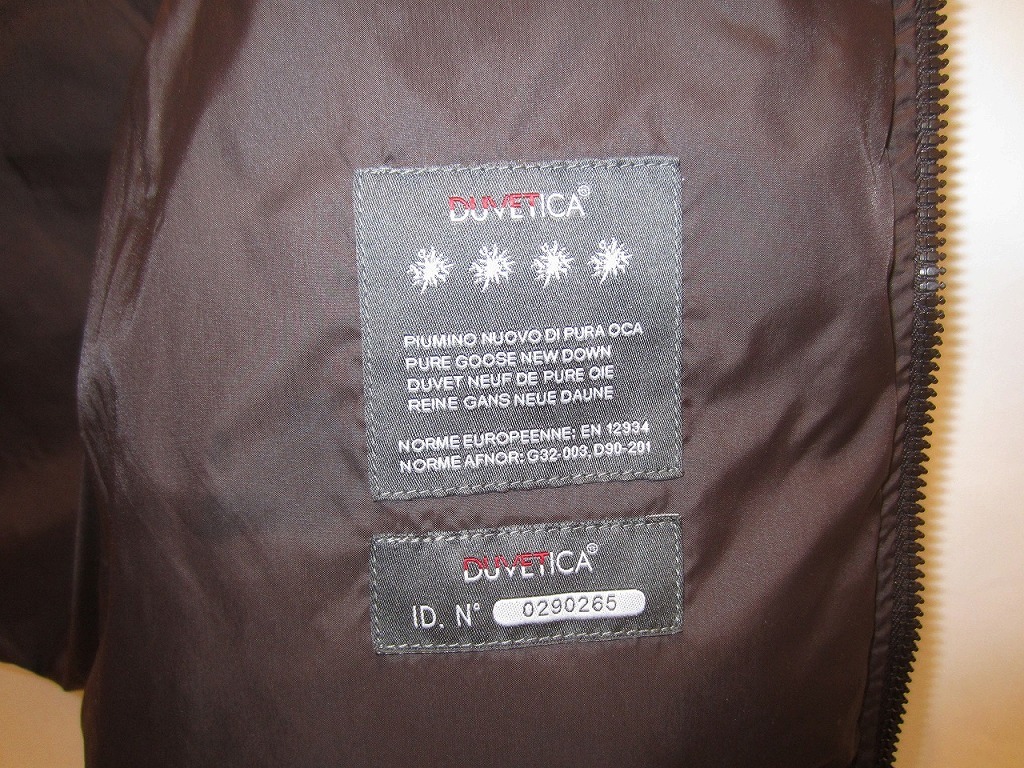 DUVETICA®
PIUMINO NUOVO DI PURA OCA
PURE GOOSE NEW DOWN
DUVET NEUF DE PURE OIE
REINE GANS NEUE DAUNE
NORME EUROPEENNE: EN 12934
NORME AFNOR: G32-003, D90-201
DUVETICA®
ID. N° 0290265